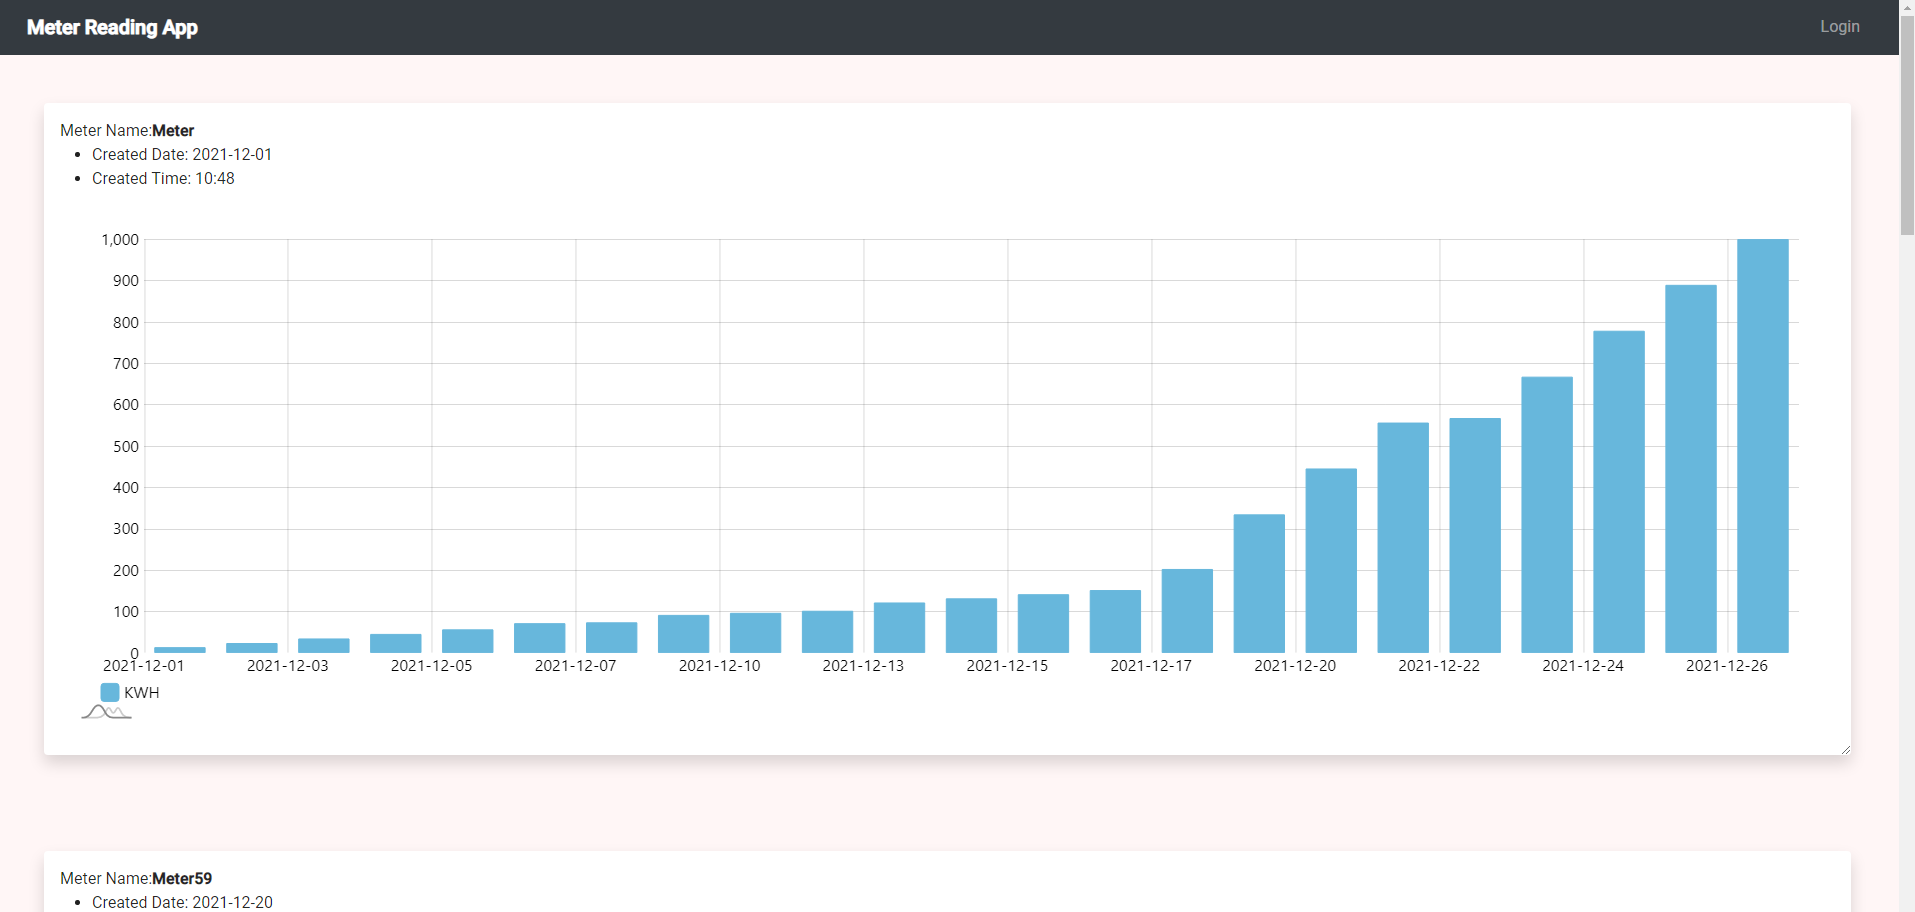 Meter Reading App
Login
Meter Name:Meter
Created Date: 2021-12-01
Created Time: 10:48
1,000
900
800
700
600
500
400
300
200
100
0
2021-12-01 2021-12-03 2021-12-05 2021-12-07 2021-12-10 2021-12-13 2021-12-15 2021-12-17 2021-12-20 2021-12-22 2021-12-24 2021-12-26
KWH
Meter Name:Meter59
Created Date: 2021-12-20